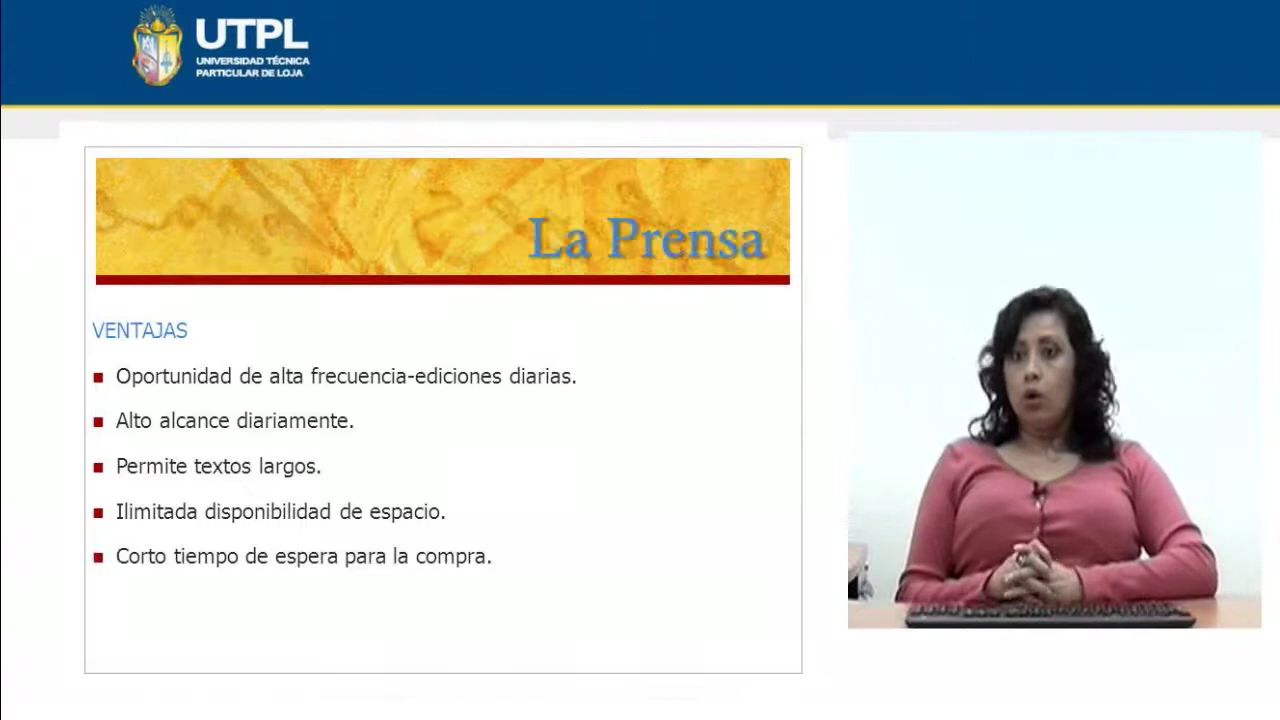 UTPL
UNIVERSIDAD TÉCNICA
PARTICULAR DE LOJA
La Prensa
VENTAJAS
Oportunidad de alta frecuencia-ediciones diarias.
Alto alcance diariamente.
Permite textos largos.
Ilimitada disponibilidad de espacio.
Corto tiempo de espera para la compra.